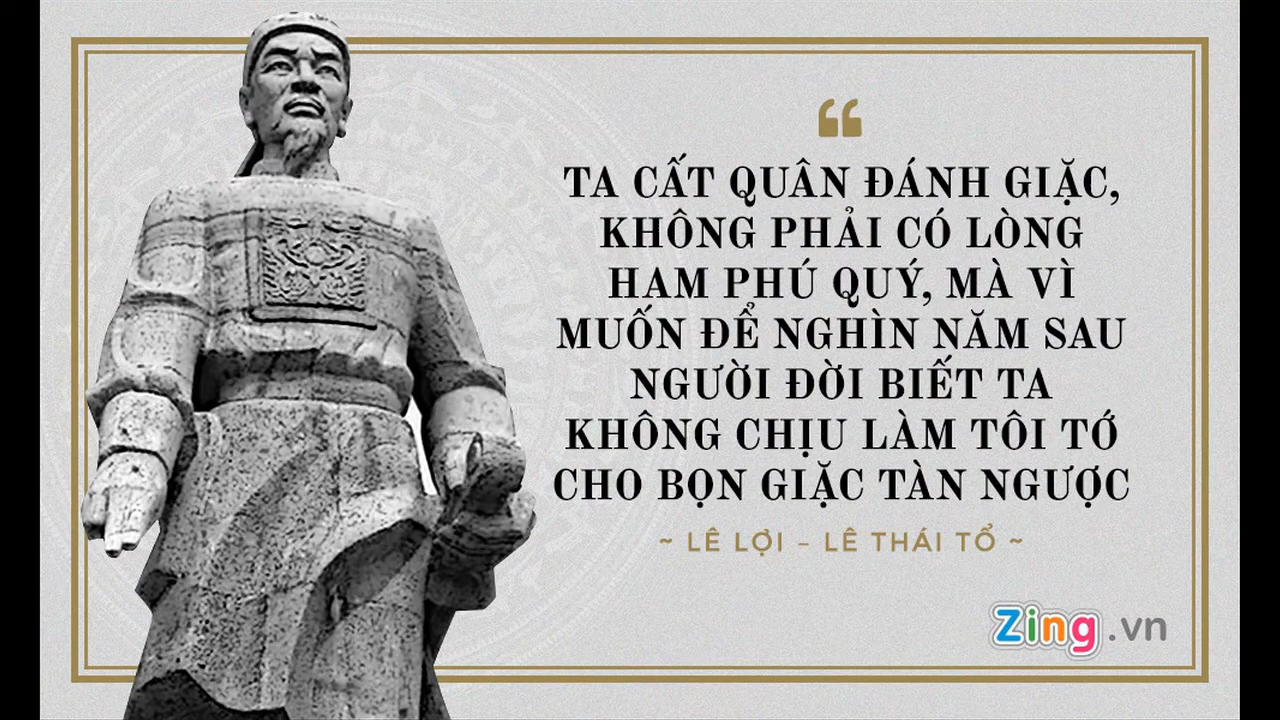 “
TA CẤT QUÂN ĐÁNH GIẶC,
KHÔNG PHẢI CÓ LÒNG
HAM PHÚ QUÝ, MÀ VÌ
MUỐN ĐỂ NGHÌN NĂM SAU
NGƯỜI ĐỜI BIẾT TA
KHÔNG CHỊU LÀM TÔI TỚ
CHO BỌN GIẶC TÀN NGƯỢC
~ LÊ LỢI – LÊ THÁI TỔ ~
Zing.vn